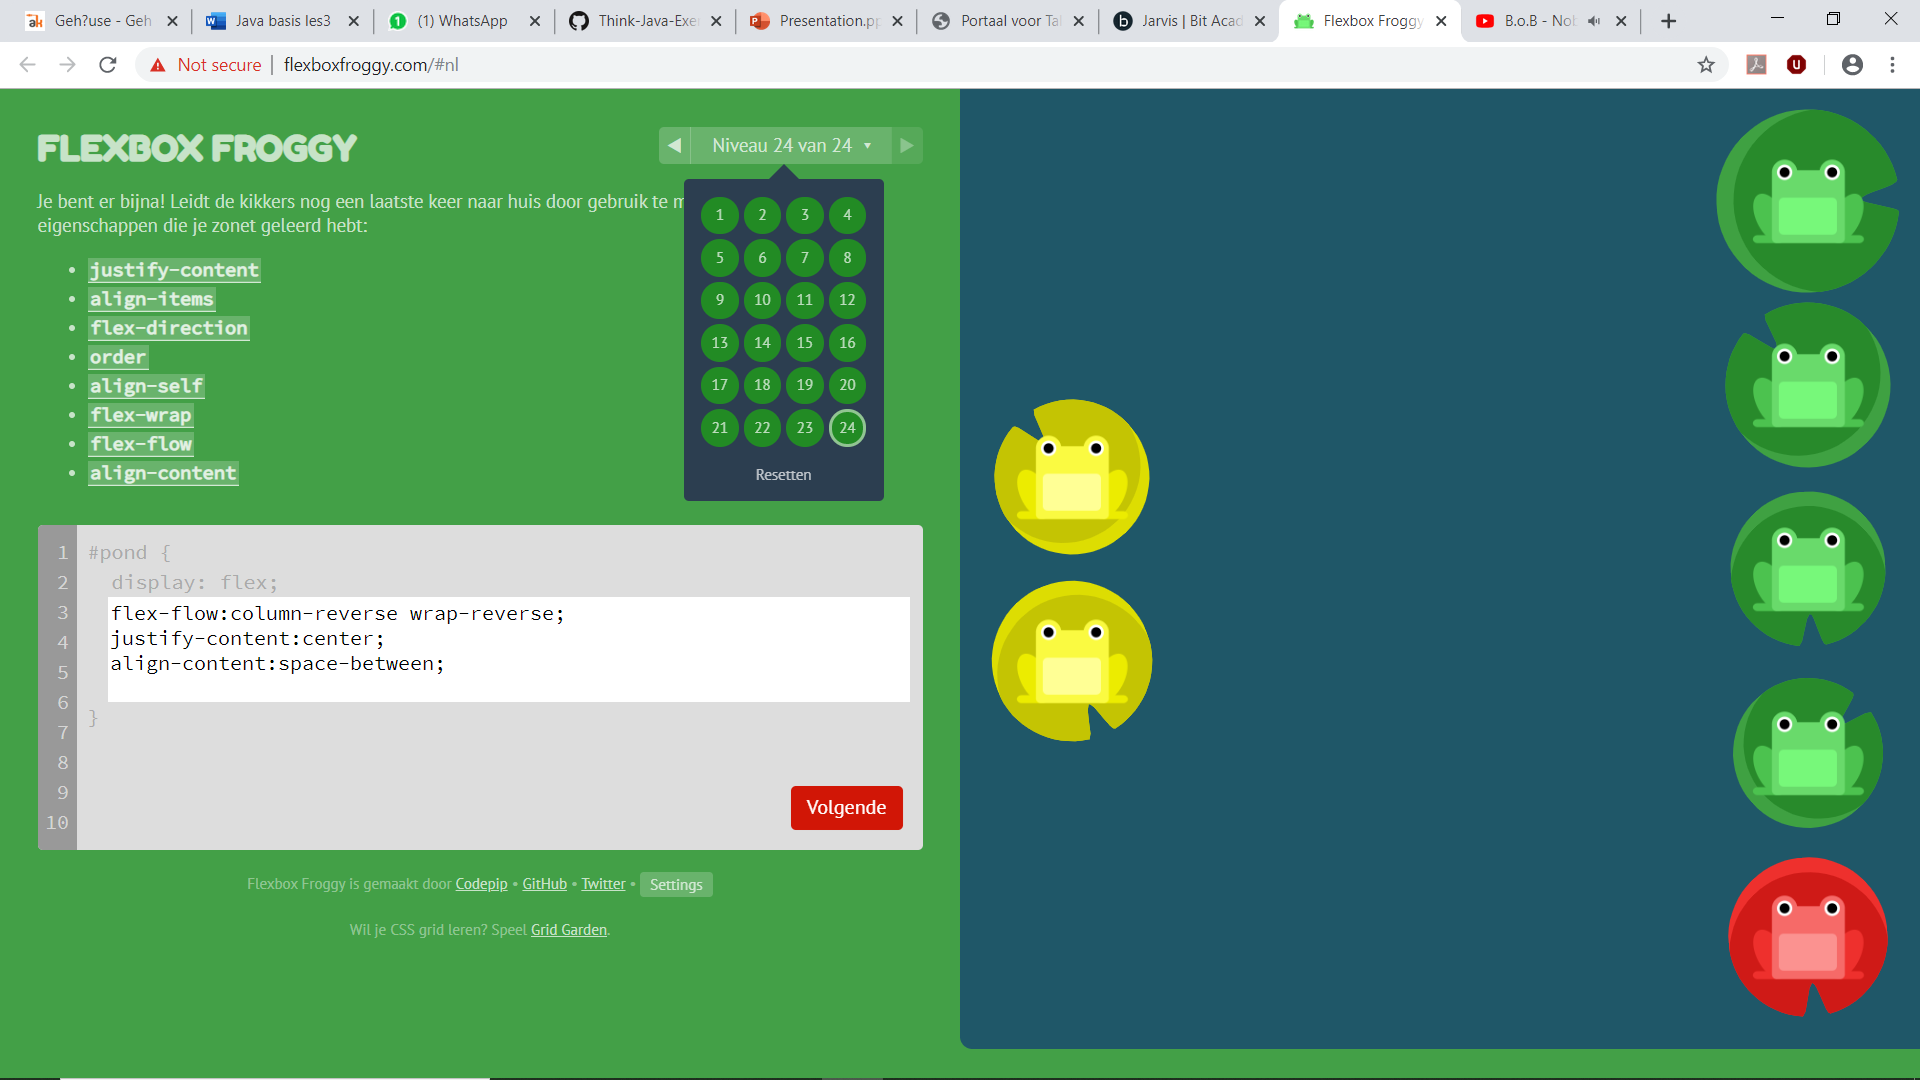 Geh?use - Geh
Java basis les3
(1) WhatsApp
Think-Java-Exe
Presentation.pp
Portaal voor Tal
Jarvis | Bit Acad
Flexbox Froggy
B.o.B - Nob
Not secure
flexboxfroggy.com/#nl
FLEXBOX FROGGY
Niveau 24 van 24
Je bent er bijna! Leidt de kikkers nog een laatste keer naar huis door gebruik te m
eigenschappen die je zonet geleerd hebt:
justify-content
align-items
flex-direction
order
align-self
flex-wrap
flex-flow
align-content
1 2 3 4
5 6 7 8
9 10 11 12
13 14 15 16
17 18 19 20
21 22 23 24
Resetten
1 #pond {
2 display: flex;
3 flex-flow:column-reverse wrap-reverse;
4 justify-content:center;
5 align-content:space-between;
6 }
7
8
9
10
Volgende
Flexbox Froggy is gemaakt door Codepip • GitHub • Twitter • Settings
Wil je CSS grid leren? Speel Grid Garden.